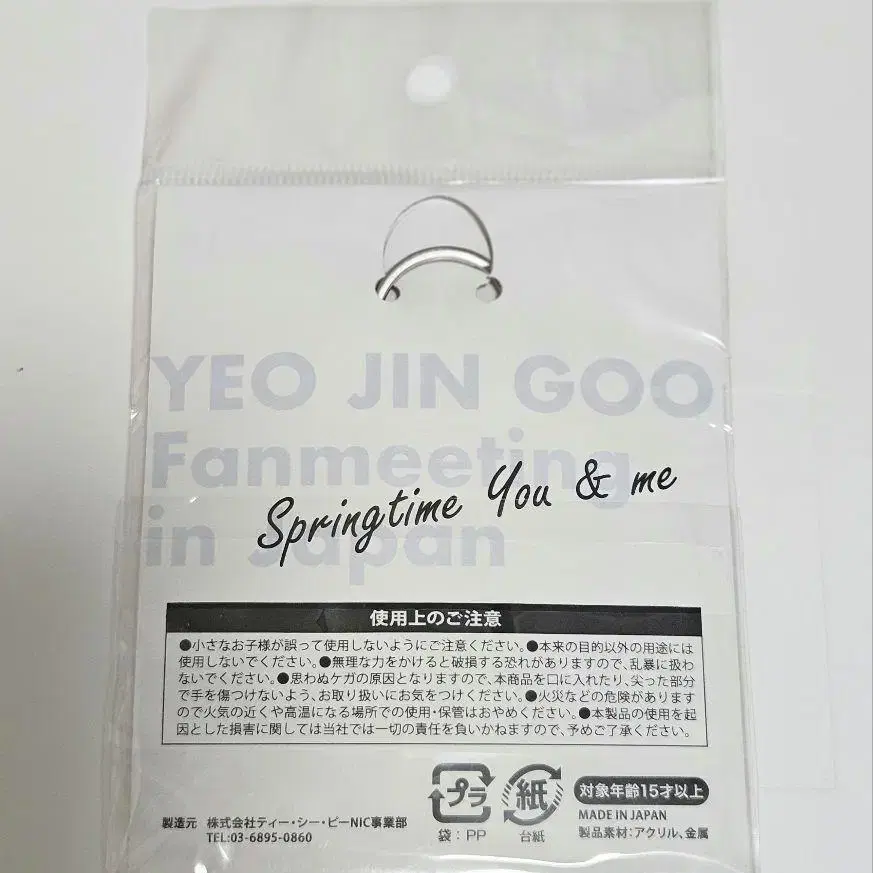 YEO JIN GOO
Fanmeeting
in Japan
Springtime You & me
使用上のご注意
●小さなお子様が誤って使用しないようにご注意ください。●本来の目的以外の用途には
使用しないでください。●無理な力をかけると破損する恐れがありますので、乱暴に扱わ
ないでください。●思わぬケガの原因となりますので、本商品を口に入れたり、尖った部分
で手を傷つけないよう、お取り扱いにお気をつけください。●火災などの危険があります
ので火気の近くや高温になる場所での使用・保管はおやめください。●本製品の使用を起
因とした損害に関しては当社では一切の責任を負いかねますので、予めご了承ください。
プラ
袋：PP
紙
台紙
対象年齢15才以上
MADE IN JAPAN
製品素材：アクリル、金属
製造元 株式会社ティー・シー・ピーNIC事業部
TEL:03-6895-0860